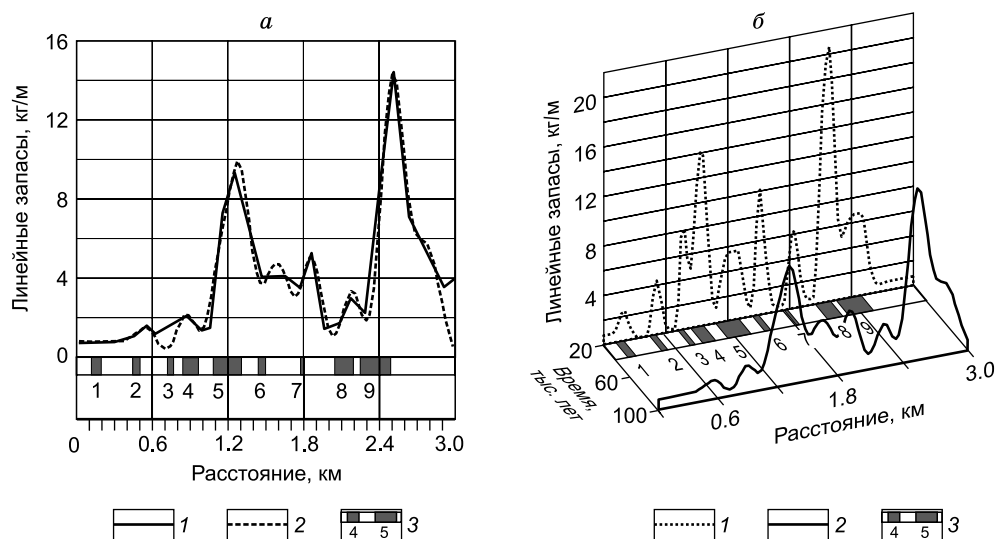 а
Линейные запасы, кг/м
16
12
8
4
0
1 2 3 4 5 6 7 8 9
0 0.6 1.2 1.8 2.4 3.0
Расстояние, км
1 2 4 5 3
б
Линейные запасы, кг/м
20
16
12
8
4
20
60
100
Время,
тыс. лет
1 2 3 4 5 6 7 8 9
0.6 1.8 3.0
Расстояние, км
1 2 4 5 3